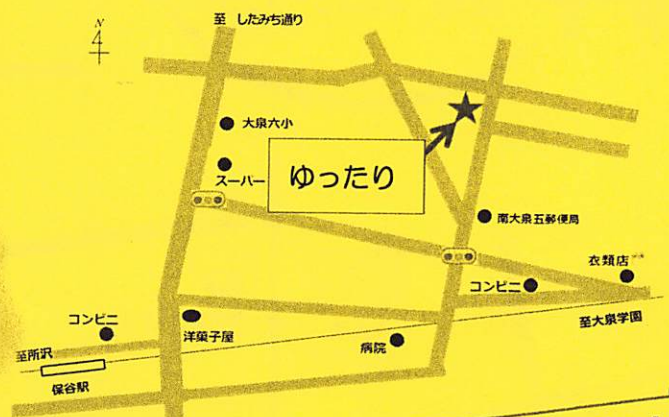 至 したみち通り
N
大泉六小
スーパー
ゆったり
南大泉五郵便局
衣類店
コンビニ
コンビニ
洋菓子屋
至大泉学園
病院
至所沢
保谷駅